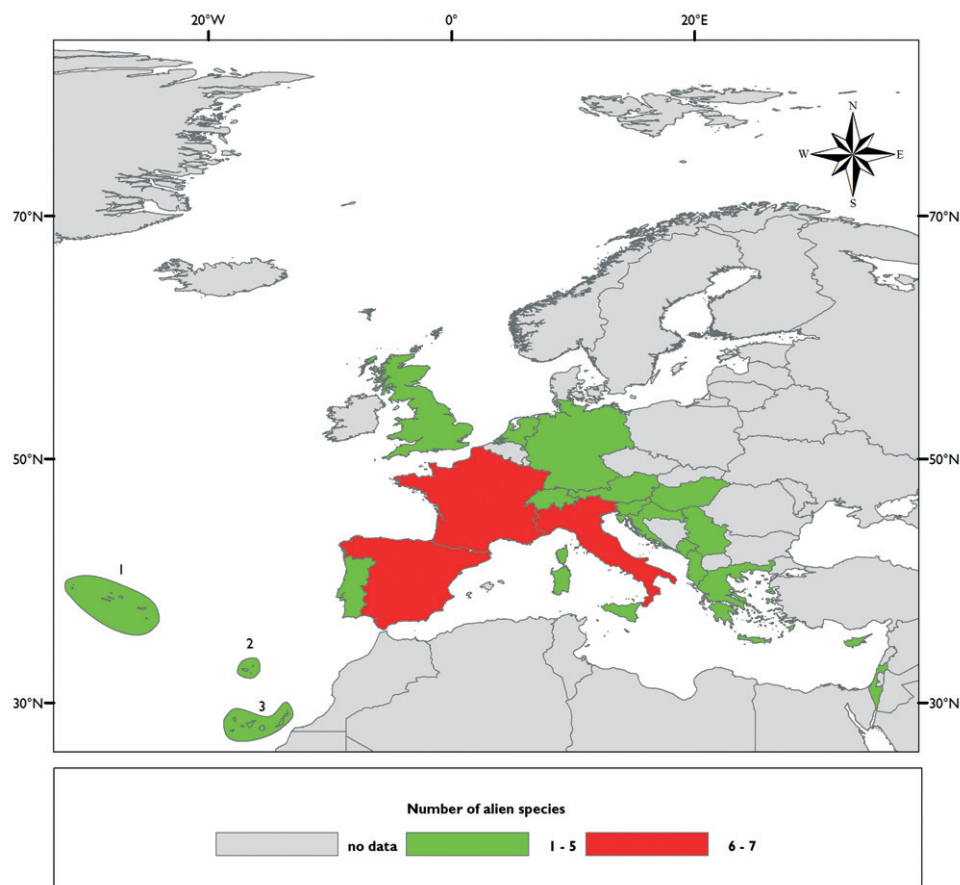 20°W 0° 20°E
N
W E
S
70°N 70°N
50°N 50°N
1
2
30°N 3 30°N
Number of alien species
no data 1 - 5 6 - 7